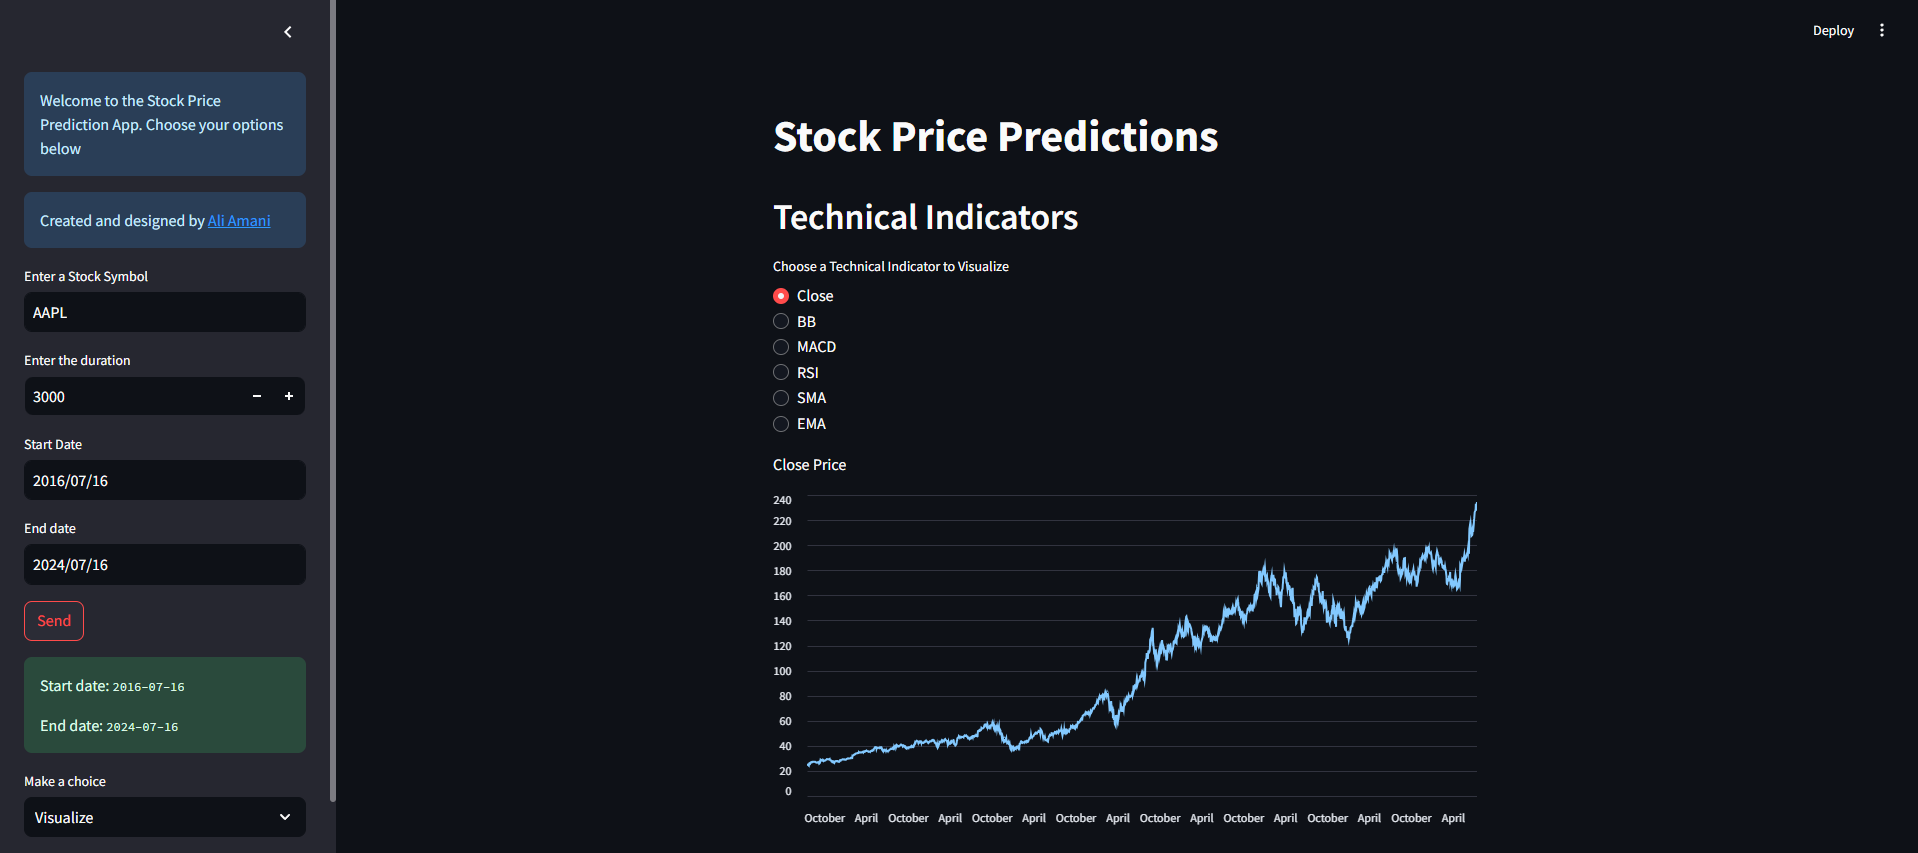 Deploy
Welcome to the Stock Price
Prediction App. Choose your options
below
Created and designed by Ali Amani
Enter a Stock Symbol
AAPL
Enter the duration
3000
Start Date
2016/07/16
End date
2024/07/16
Send
Start date: 2016-07-16
End date: 2024-07-16
Make a choice
Visualize
Stock Price Predictions
Technical Indicators
Choose a Technical Indicator to Visualize
Close
BB
MACD
RSI
SMA
EMA
Close Price
240
220
200
180
160
140
120
100
80
60
40
20
0
October April October April October April October April October April October April October April October April